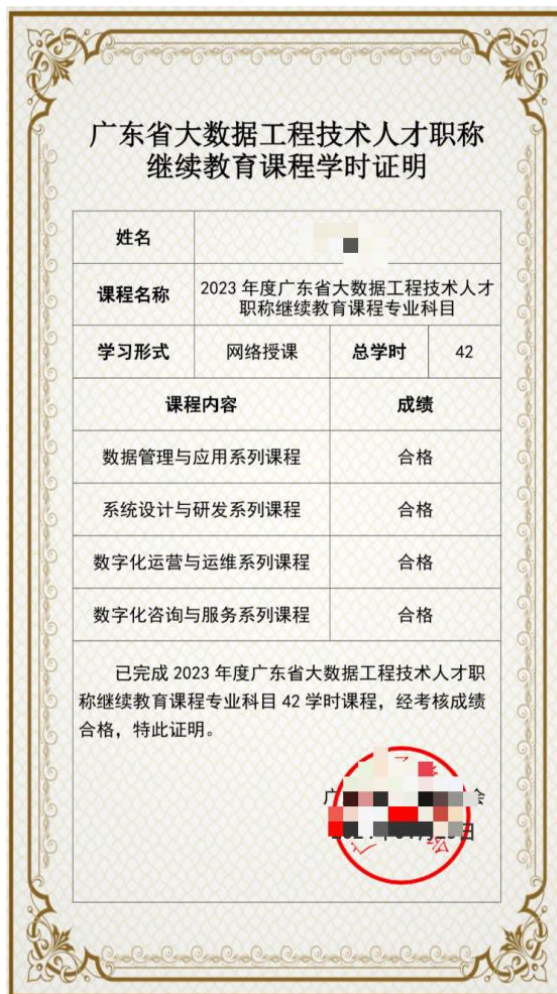 广东省大数据工程技术人才职称
继续教育课程学时证明
姓名
课程名称 2023 年度广东省大数据工程技术人才
职称继续教育课程专业科目
学习形式 网络授课 总学时 42
课程内容 成绩
数据管理与应用系列课程 合格
系统设计与研发系列课程 合格
数字化运营与运维系列课程 合格
数字化咨询与服务系列课程 合格
已完成 2023 年度广东省大数据工程技术人才职
称继续教育课程专业科目 42 学时课程，经考核成绩
合格，特此证明。
广 会
日